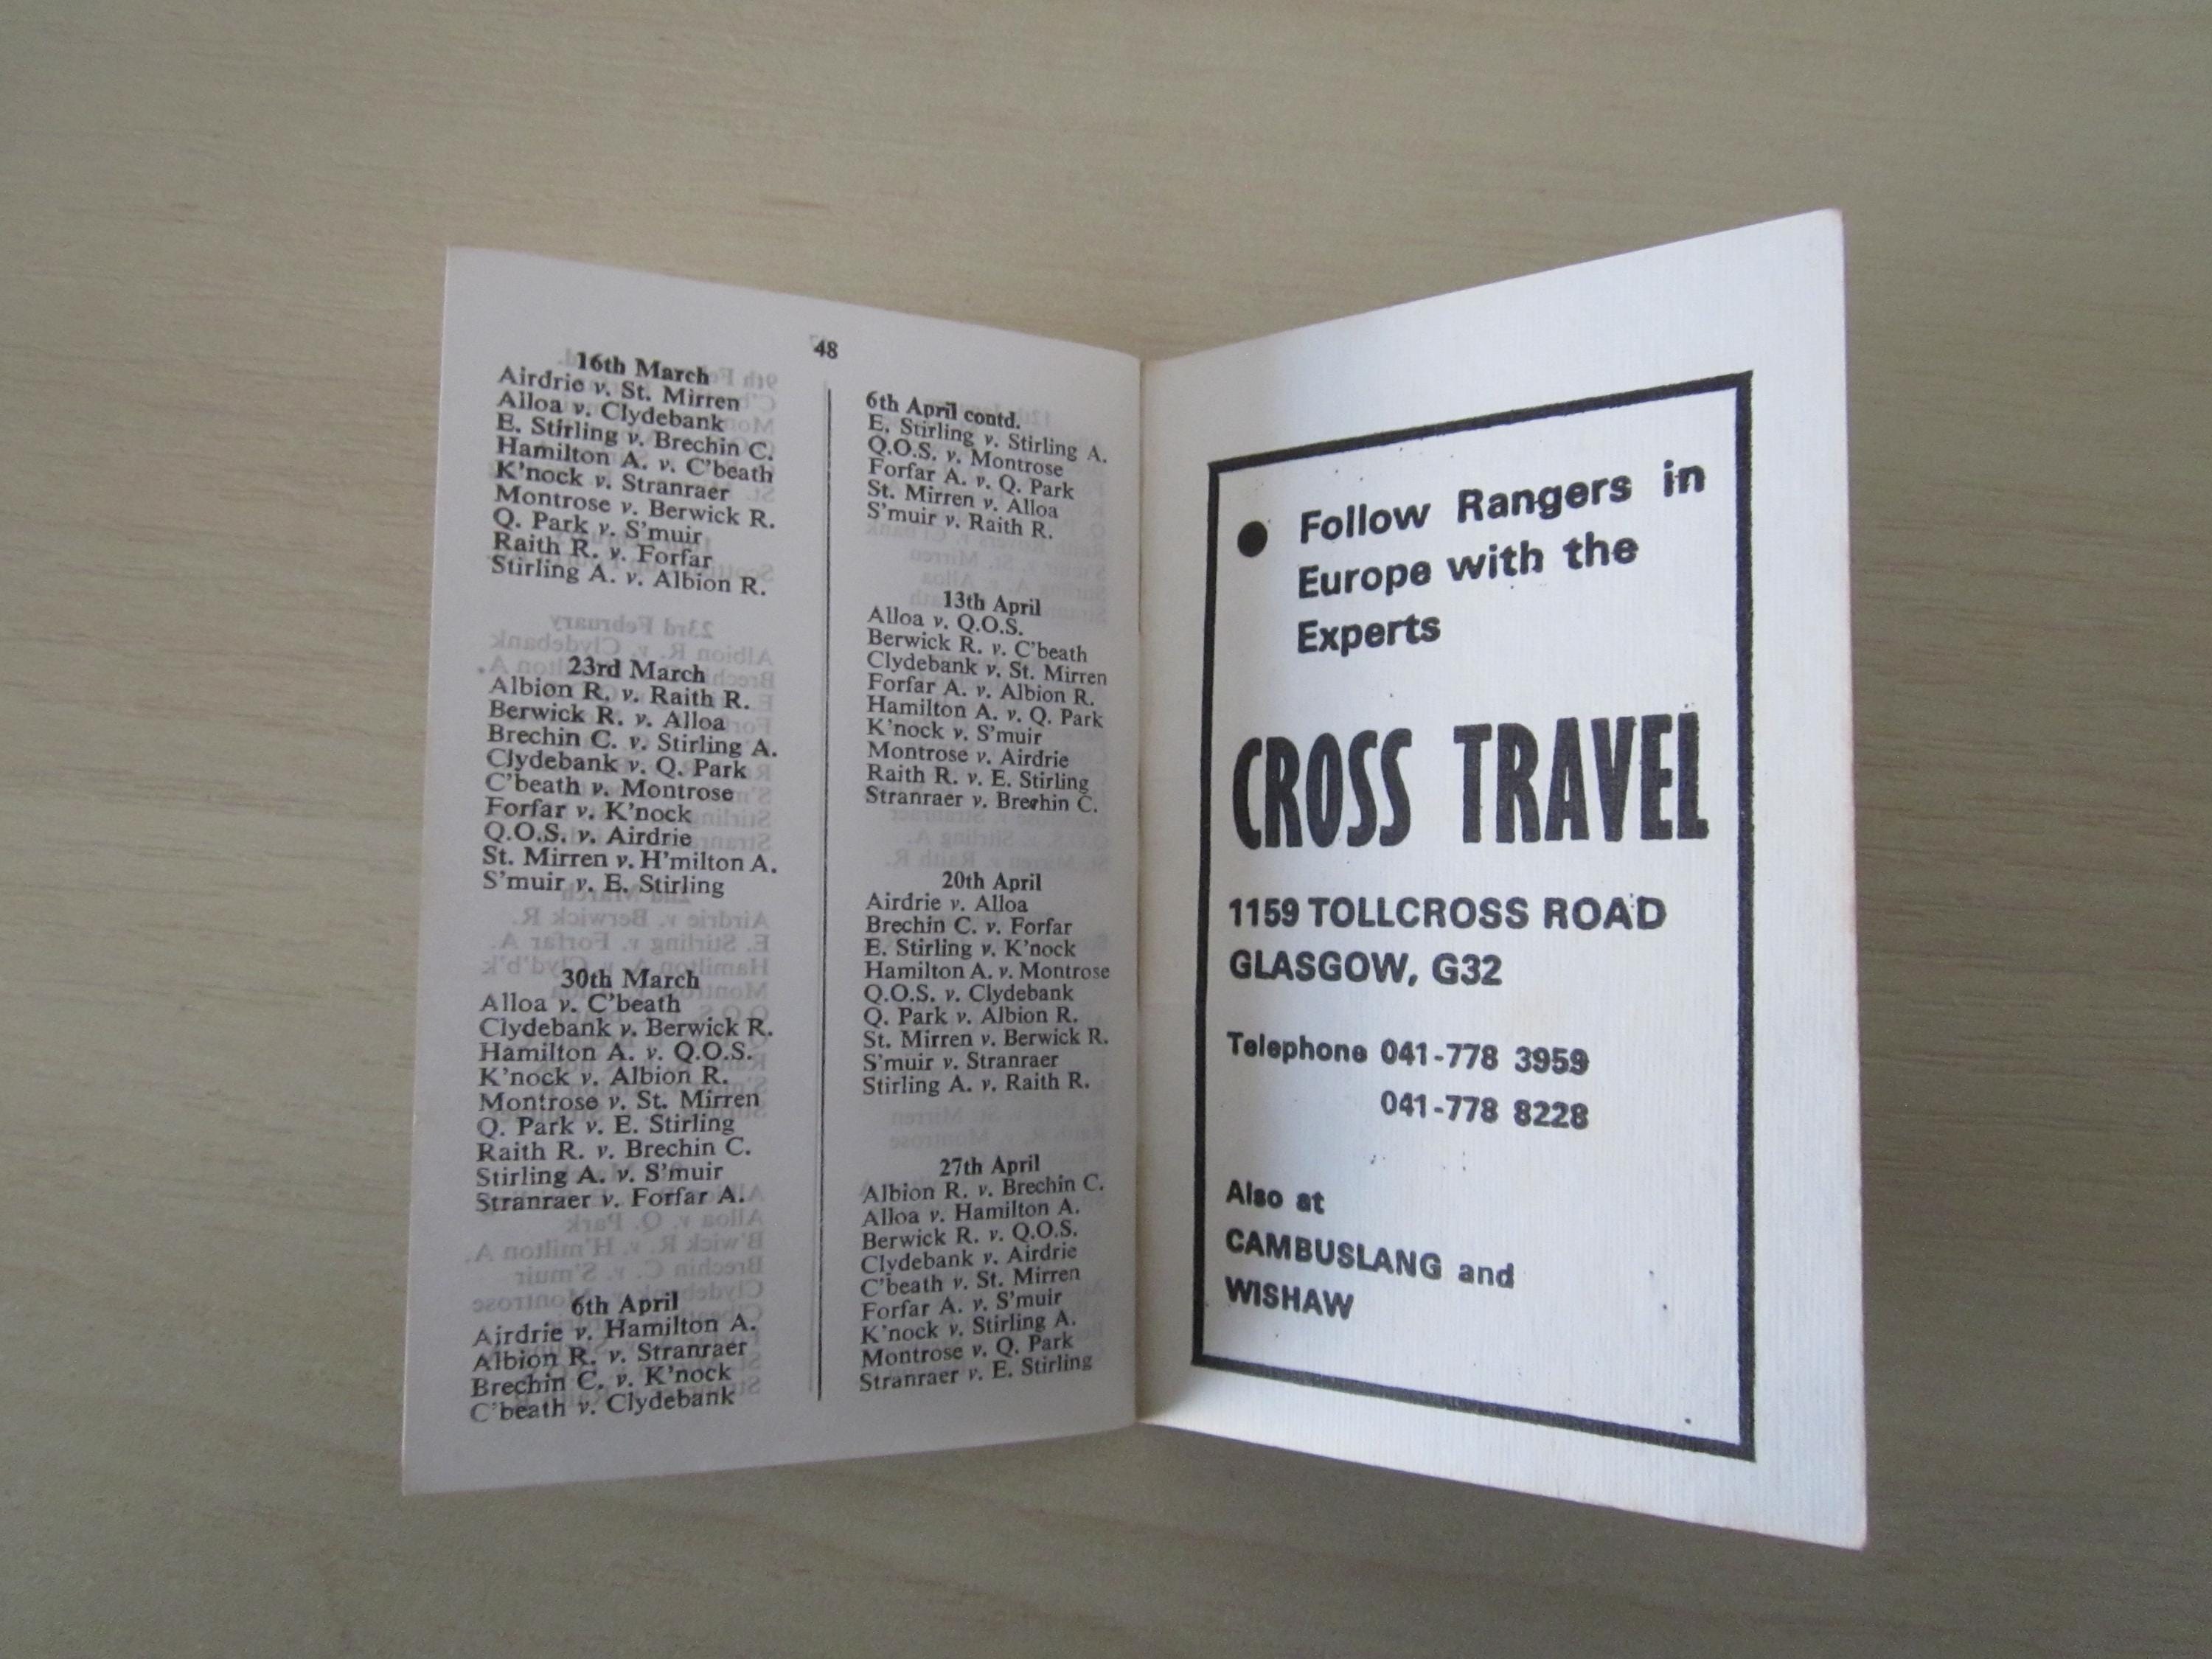 48
16th March
Airdrie v. St. Mirren
Alloa v. Clydebank
E. Stirling v. Brechin C.
Hamilton A. v. C'beath
K'nock v. Stranraer
Montrose v. Berwick R.
Q. Park v. S'muir
Raith R. v. Forfar
Stirling A. v. Albion R.
23rd March
Albion R. v. Raith R.
Berwick R. v. Alloa
Brechin C. v. Stirling A.
Clydebank v. Q. Park
C'beath v. Montrose
Forfar v. K'nock
Q.O.S. v. Airdrie
St. Mirren v. H'milton A.
S'muir v. E. Stirling
30th March
Alloa v. C'beath
Clydebank v. Berwick R.
Hamilton A. v. Q.O.S.
K'nock v. Albion R.
Montrose v. St. Mirren
Q. Park v. E. Stirling
Raith R. v. Brechin C.
Stirling A. v. S'muir
Stranraer v. Forfar A.
6th April
Airdrie v. Hamilton A.
Albion R. v. Stranraer
Brechin C. v. K'nock
C'beath v. Clydebank
6th April contd.
E. Stirling v. Stirling A.
Q.O.S. v. Montrose
Forfar A. v. Q. Park
St. Mirren v. Alloa
S'muir v. Raith R.
13th April
Alloa v. Q.O.S.
Berwick R. v. C'beath
Clydebank v. St. Mirren
Forfar A. v. Albion R.
Hamilton A. v. Q. Park
K'nock v. S'muir
Montrose v. Airdrie
Raith R. v. E. Stirling
Stranraer v. Brechin C.
20th April
Airdrie v. Alloa
Brechin C. v. Forfar
E. Stirling v. K'nock
Hamilton A. v. Montrose
Q.O.S. v. Clydebank
Q. Park v. Albion R.
St. Mirren v. Berwick R.
S'muir v. Stranraer
Stirling A. v. Raith R.
27th April
Albion R. v. Brechin C.
Alloa v. Hamilton A.
Berwick R. v. Q.O.S.
Clydebank v. Airdrie
C'beath v. St. Mirren
Forfar A. v. S'muir
K'nock v. Stirling A.
Montrose v. Q. Park
Stranraer v. E. Stirling
● Follow Rangers in
Europe with the
Experts
CROSS TRAVEL
1159 TOLLCROSS ROAD
GLASGOW, G32
Telephone 041-778 3959
041-778 8228
Also at
CAMBUSLANG and
WISHAW